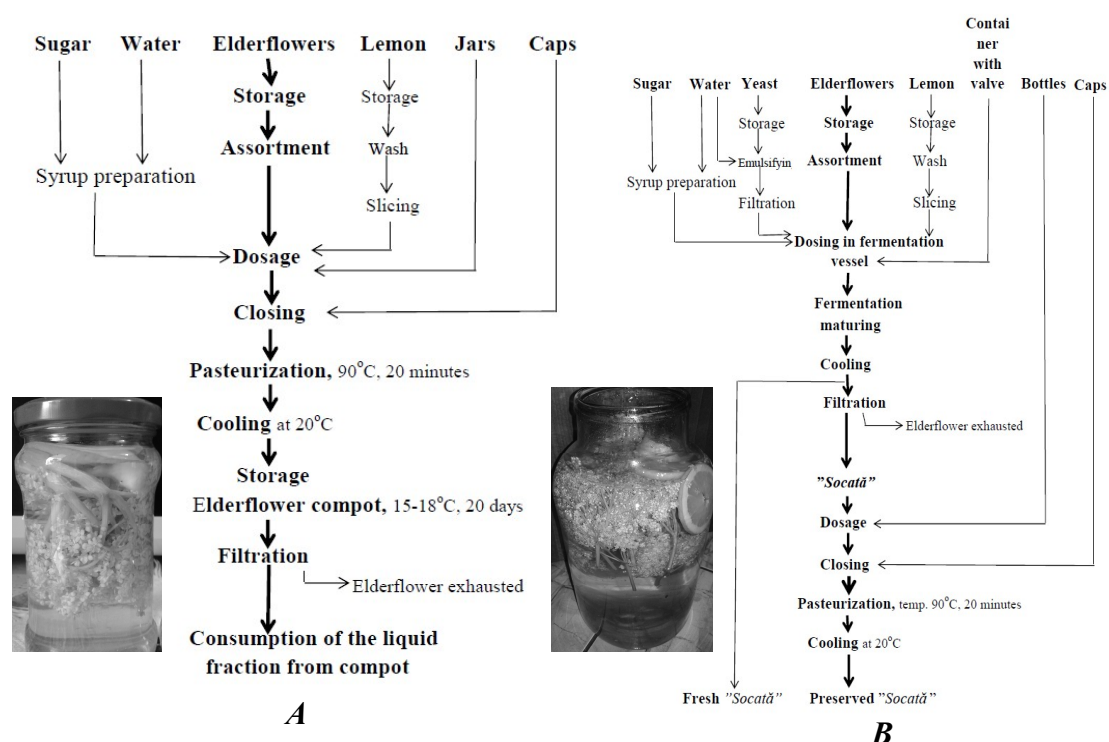 Sugar Water Elderflowers Lemon Jars Caps
Storage
Storage
Assortment
Wash
Syrup preparation
Slicing
Dosage
Closing
Pasteurization, 90°C, 20 minutes
Cooling at 20°C
Storage
Elderflower compot, 15-18°C, 20 days
Filtration
Elderflower exhausted
Consumption of the liquid
fraction from compot
A
Contai
ner
with
valve
Sugar Water Yeast Elderflowers Lemon Bottles Caps
Storage Storage Storage
Emulsifyin Assortment Wash
Syrup preparation
Filtration Slicing
Dosing in fermentation
vessel
Fermentation
maturing
Cooling
Filtration
Elderflower exhausted
"Socată"
Dosage
Closing
Pasteurization, temp. 90°C, 20 minutes
Cooling at 20°C
Fresh "Socată" Preserved "Socată"
B